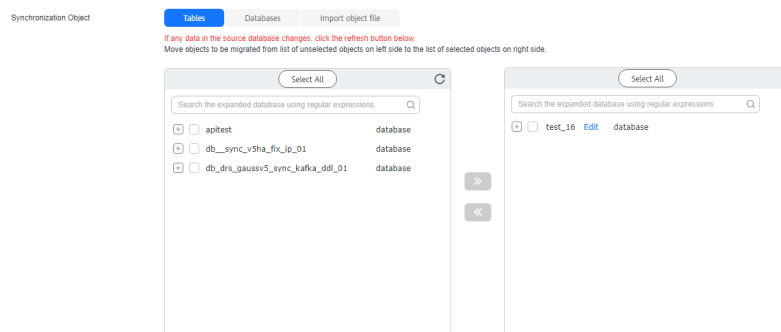 Synchronization Object
Tables Databases Import object file
If any data in the source database changes, click the refresh button below.
Move objects to be migrated from list of unselected objects on left side to the list of selected objects on right side.
Select All
Search the expanded database using regular expressions.
apitest database
db__sync_v5ha_fix_ip_01 database
db_drs_gaussv5_sync_kafka_ddl_01 database
Select All
Search the expanded database using regular expressions.
test_16 Edit database